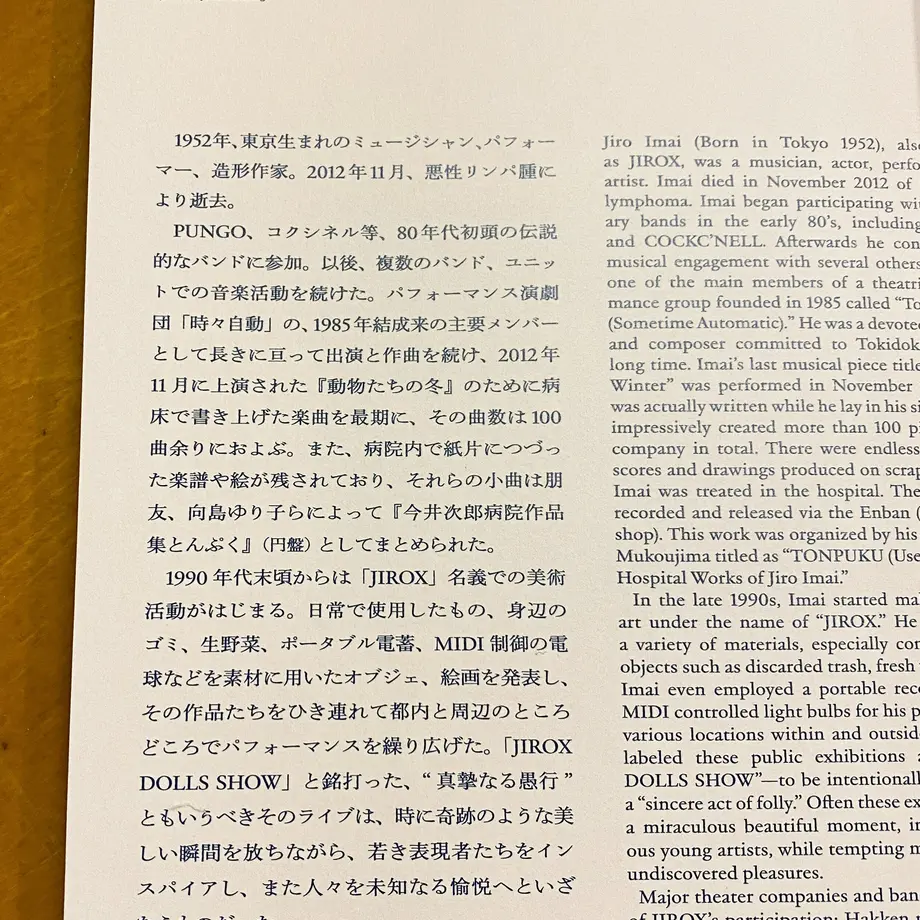 1952年、東京生まれのミュージシャン、パフォー
マー、造形作家。2012年11月、悪性リンパ腫に
より逝去。
PUNGO、コクシネル等、80年代初頭の伝説
的なバンドに参加。以後、複数のバンド、ユニッ
トでの音楽活動を続けた。パフォーマンス演劇
団「時々自動」の、1985年結成来の主要メンバー
として長きに亘って出演と作曲を続け、2012年
11月に上演された『動物たちの冬』のために病
床で書き上げた楽曲を最期に、その曲数は100
曲余りにおよぶ。また、病院内で紙片につづっ
た楽譜や絵が残されており、それらの小曲は朋
友、向島ゆり子らによって『今井次郎病院作品
集とんぷく』(円盤)としてまとめられた。
1990年代末頃からは「JIROX」名義での美術
活動がはじまる。日常で使用したもの、身辺の
ゴミ、生野菜、ポータブル電蓄、MIDI制御の電
球などを素材に用いたオブジェ、絵画を発表し、
その作品たちをひき連れて都内と周辺のところ
どころでパフォーマンスを繰り広げた。「JIROX
DOLLS SHOW」と銘打った、“真摯なる愚行”
ともいうべきそのライブは、時に奇跡のような美
しい瞬間を放ちながら、若き表現者たちをイン
スパイアし、また人々を未知なる愉悦へといざ
Jiro Imai (Born in Tokyo 1952), also
as JIROX, was a musician, actor, perfo
artist. Imai died in November 2012 of
lymphoma. Imai began participating wi
ary bands in the early 80’s, including
and COCKC’NELL. Afterwards he con
musical engagement with several others
one of the main members of a theatri
mance group founded in 1985 called “To
(Sometime Automatic).” He was a devote
and composer committed to Tokidok
long time. Imai’s last musical piece title
Winter” was performed in November
was actually written while he lay in his si
impressively created more than 100 pi
company in total. There were endless
scores and drawings produced on scrap
Imai was treated in the hospital. The
recorded and released via the Enban (
shop). This work was organized by his
Mukoujima titled as “TONPUKU (Use
Hospital Works of Jiro Imai.”
In the late 1990s, Imai started ma
art under the name of “JIROX.” He
a variety of materials, especially con
objects such as discarded trash, fresh
Imai even employed a portable reco
MIDI controlled light bulbs for his p
various locations within and outside
labeled these public exhibitions a
DOLLS SHOW”—to be intentionall
a “sincere act of folly.” Often these ex
a miraculous beautiful moment, in
ous young artists, while tempting m
undiscovered pleasures.
Major theater companies and ban
of JIROX’s participation: Hakken